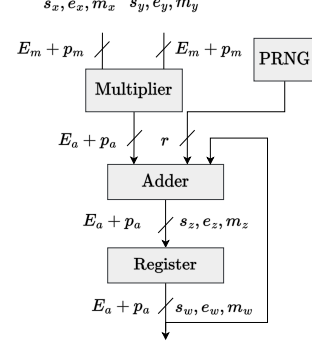 s_x, e_x, m_x s_y, e_y, m_y
E_m + p_m E_m + p_m
PRNG
Multiplier
E_a + p_a r
Adder
E_a + p_a s_z, e_z, m_z
Register
E_a + p_a s_w, e_w, m_w